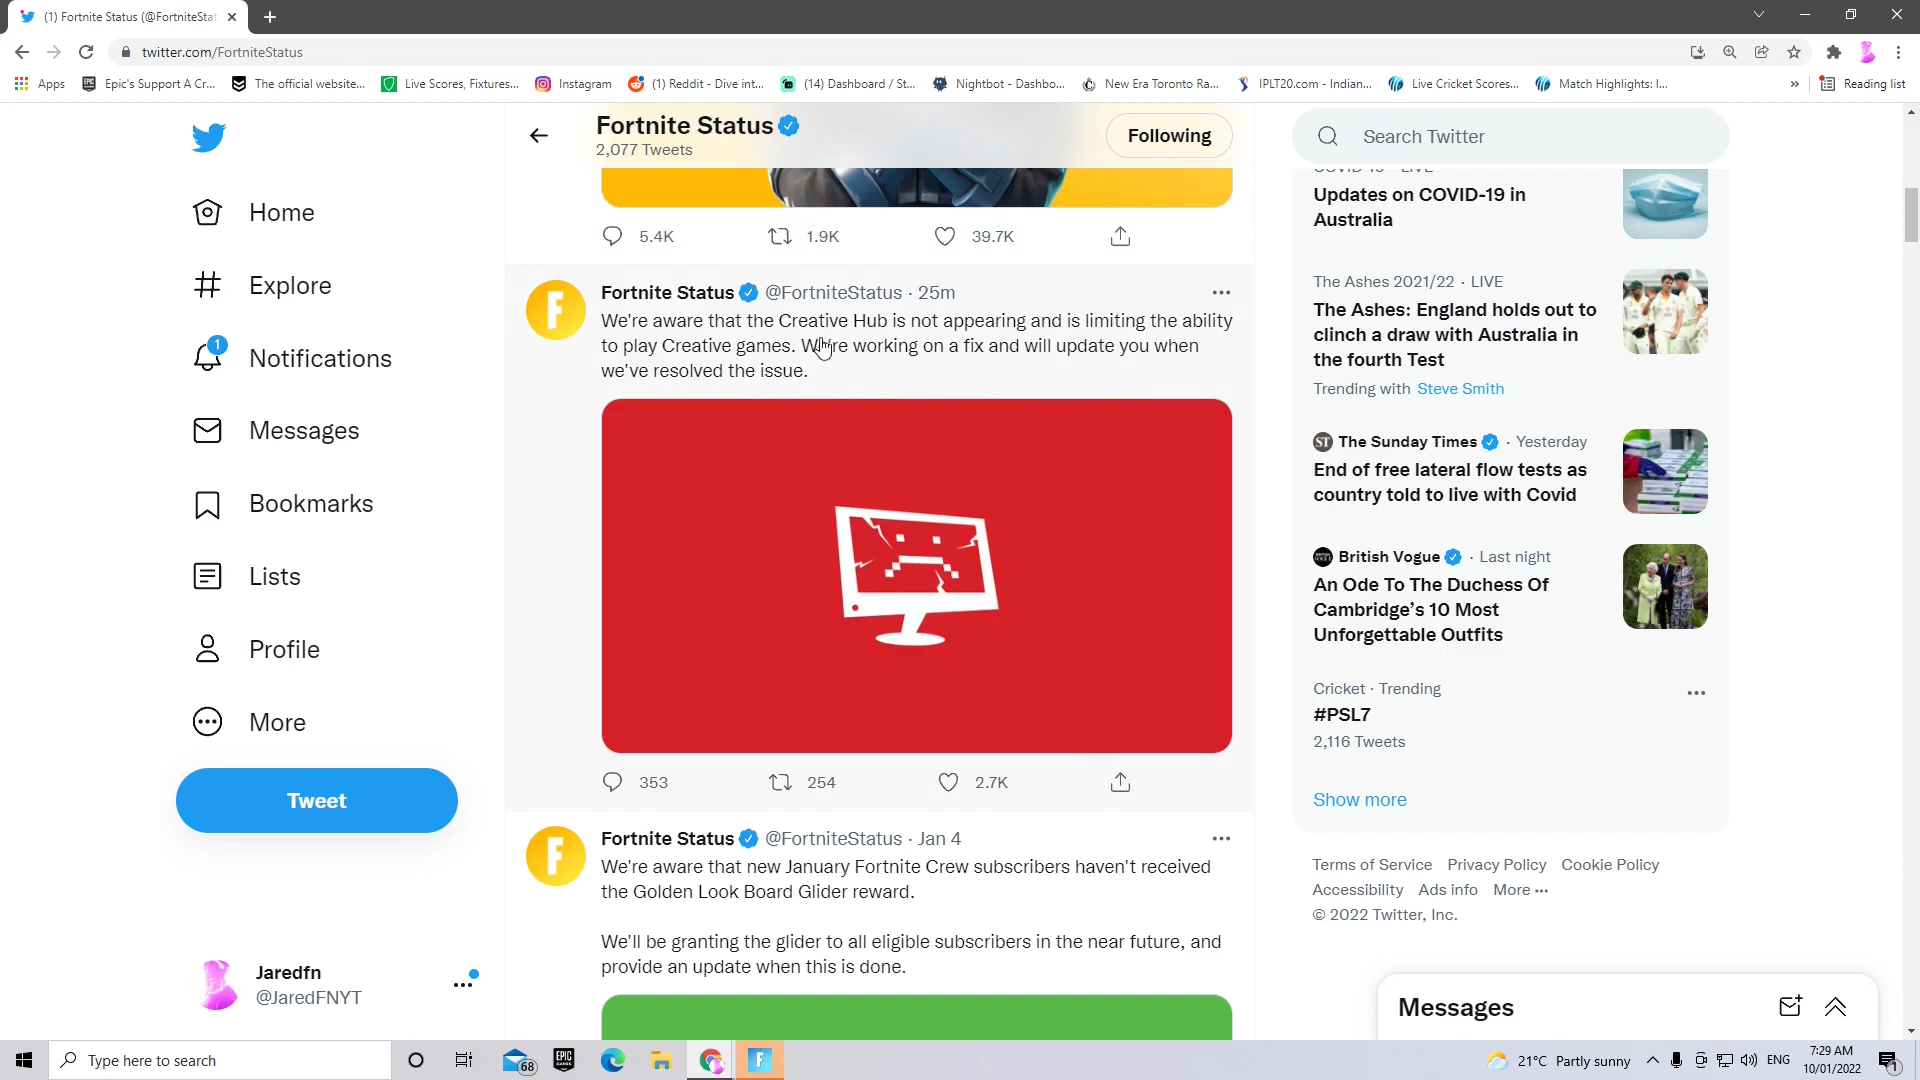 (1) Fortnite Status (@FortniteStat
twitter.com/FortniteStatus
Apps
Epic's Support A Cr...
The official website...
Live Scores, Fixtures...
Instagram
(1) Reddit - Dive int...
(14) Dashboard / St...
Nightbot - Dashbo...
New Era Toronto Ra...
IPLT20.com - Indian...
Live Cricket Scores...
Match Highlights: I...
»
Reading list
Home
Explore
1
Notifications
Messages
Bookmarks
Lists
Profile
More
Tweet
Jaredfn
@JaredFNYT
Fortnite Status
2,077 Tweets
Following
5.4K
1.9K
39.7K
Fortnite Status @FortniteStatus · 25m
We're aware that the Creative Hub is not appearing and is limiting the ability
to play Creative games. We're working on a fix and will update you when
we've resolved the issue.
353
254
2.7K
Fortnite Status @FortniteStatus · Jan 4
We're aware that new January Fortnite Crew subscribers haven't received
the Golden Look Board Glider reward.
We'll be granting the glider to all eligible subscribers in the near future, and
provide an update when this is done.
Search Twitter
COVID-19 · LIVE
Updates on COVID-19 in
Australia
The Ashes 2021/22 · LIVE
The Ashes: England holds out to
clinch a draw with Australia in
the fourth Test
Trending with Steve Smith
ST The Sunday Times · Yesterday
End of free lateral flow tests as
country told to live with Covid
British Vogue · Last night
An Ode To The Duchess Of
Cambridge's 10 Most
Unforgettable Outfits
Cricket · Trending
#PSL7
2,116 Tweets
Show more
Terms of Service Privacy Policy Cookie Policy
Accessibility Ads info More ···
© 2022 Twitter, Inc.
Messages
Type here to search
68
EPIC
GAMES
F
21°C Partly sunny
ENG
7:29 AM
10/01/2022
1